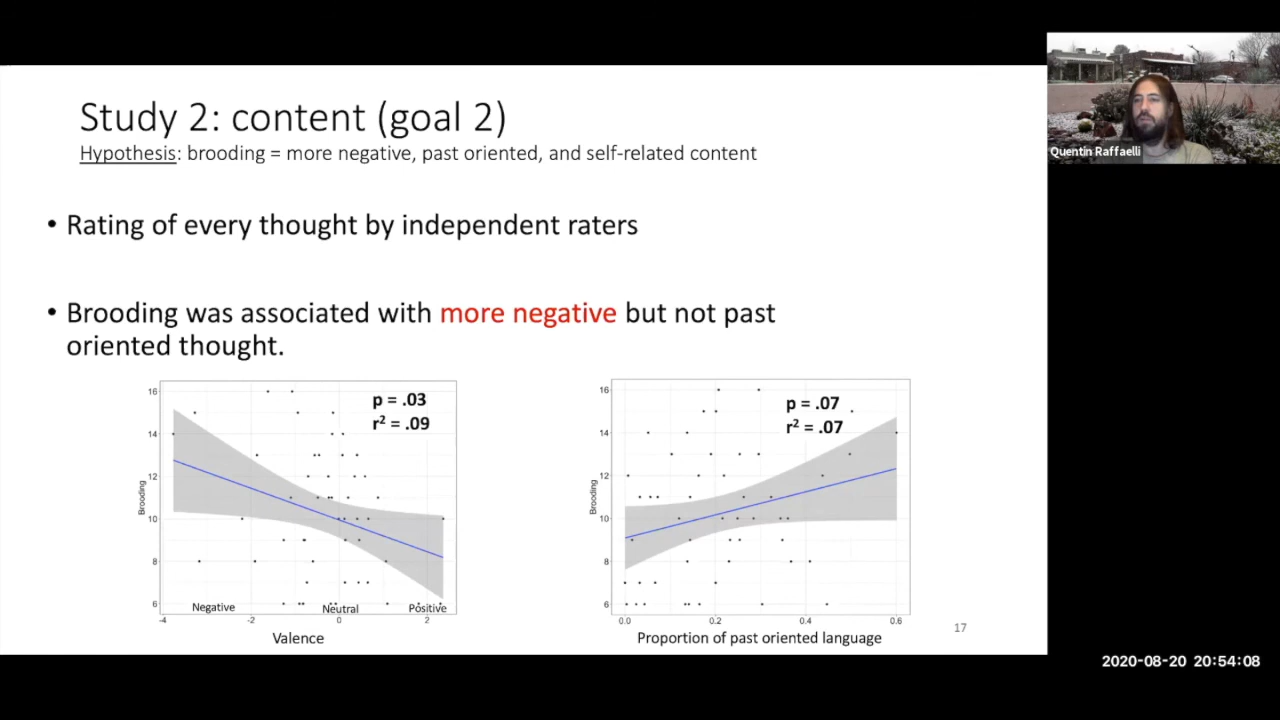 Study 2: content (goal 2)
Hypothesis: brooding = more negative, past oriented, and self-related content
• Rating of every thought by independent raters
• Brooding was associated with more negative but not past
oriented thought.
p = .03
r² = .09
16
14
12
10
8
6
Brooding
Negative
Neutral
Positive
-4
-2
0
2
Valence
p = .07
r² = .07
16
14
12
10
8
6
Brooding
0.0
0.2
0.4
0.6
Proportion of past oriented language
17
Quentin Raffaelli
2020-08-20 20:54:08